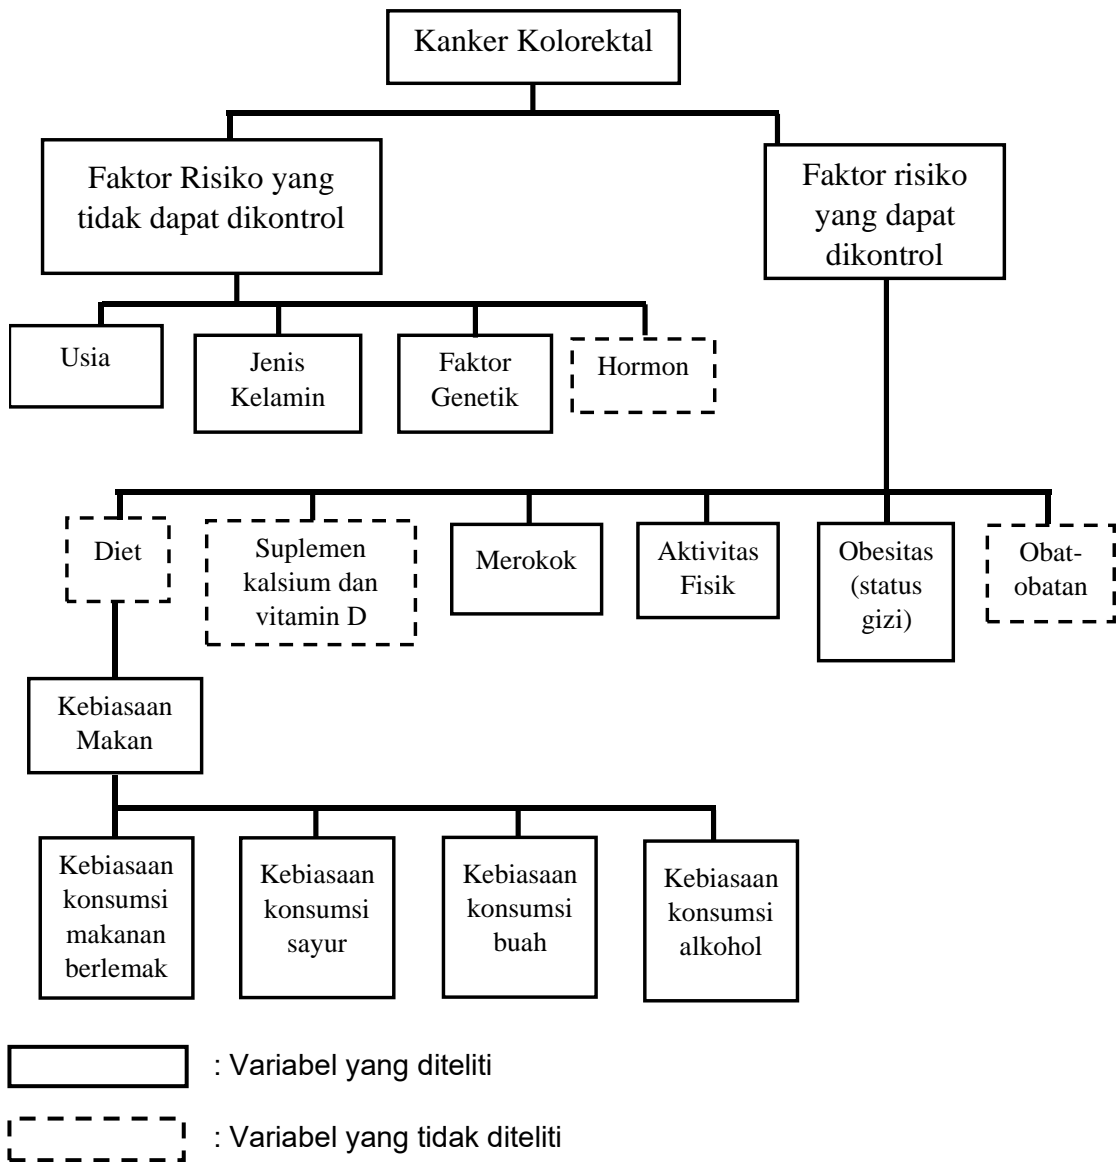 Kanker Kolorektal
Faktor Risiko yang
tidak dapat dikontrol
Faktor risiko
yang dapat
dikontrol
Usia
Jenis
Kelamin
Faktor
Genetik
Hormon
Diet
Suplemen
kalsium dan
vitamin D
Merokok
Aktivitas
Fisik
Obesitas
(status
gizi)
Obat-
obatan
Kebiasaan
Makan
Kebiasaan
konsumsi
makanan
berlemak
Kebiasaan
konsumsi
sayur
Kebiasaan
konsumsi
buah
Kebiasaan
konsumsi
alkohol
: Variabel yang diteliti
: Variabel yang tidak diteliti